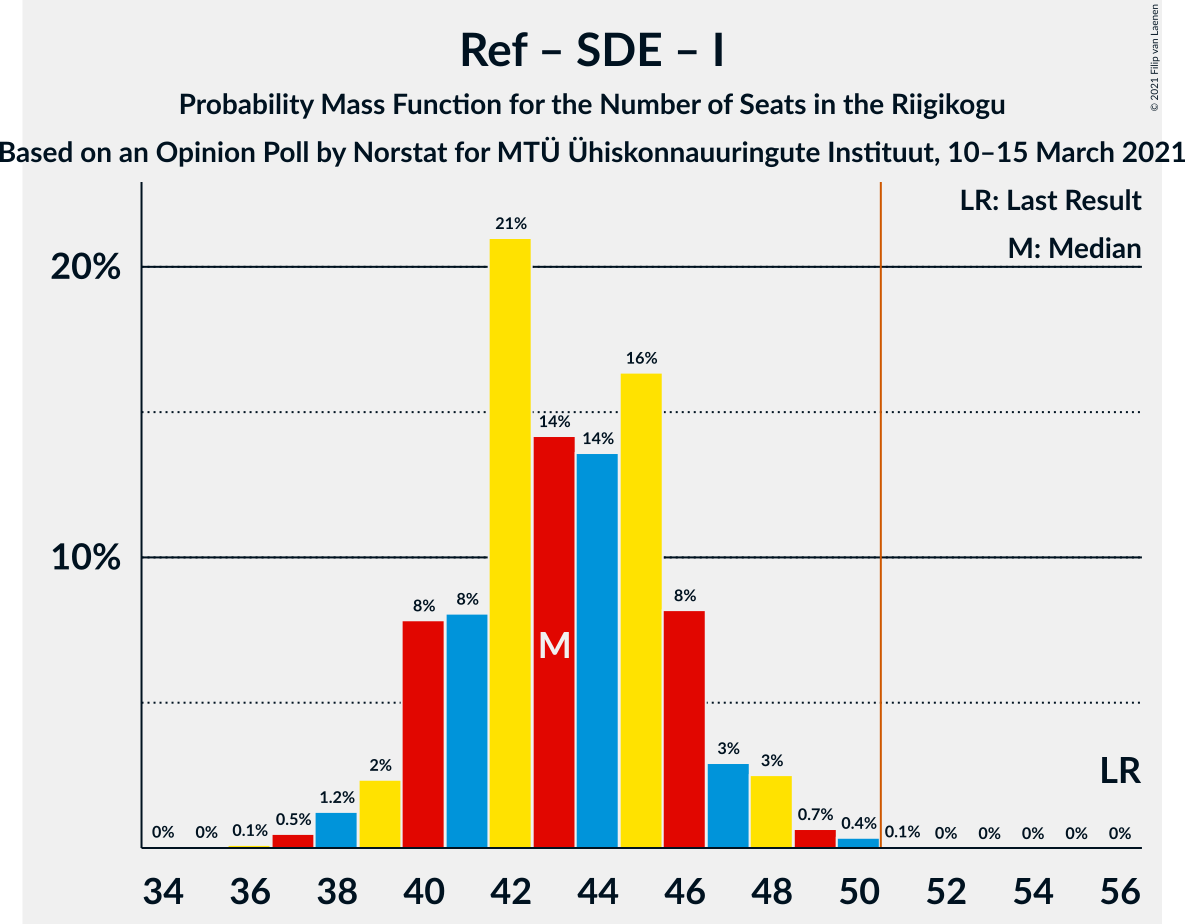 Ref – SDE – I
Probability Mass Function for the Number of Seats in the Riigikogu
Based on an Opinion Poll by Norstat for MTÜ Ühiskonnauuringute Instituut, 10–15 March 2021
© 2021 Filip van Laenen
LR: Last Result
M: Median
20%
10%
0%
0%
0.1%
0.5%
1.2%
2%
8%
8%
21%
14%
14%
16%
8%
3%
3%
0.7%
0.4%
0.1%
0%
0%
0%
0%
0%
M
LR
34 36 38 40 42 44 46 48 50 52 54 56